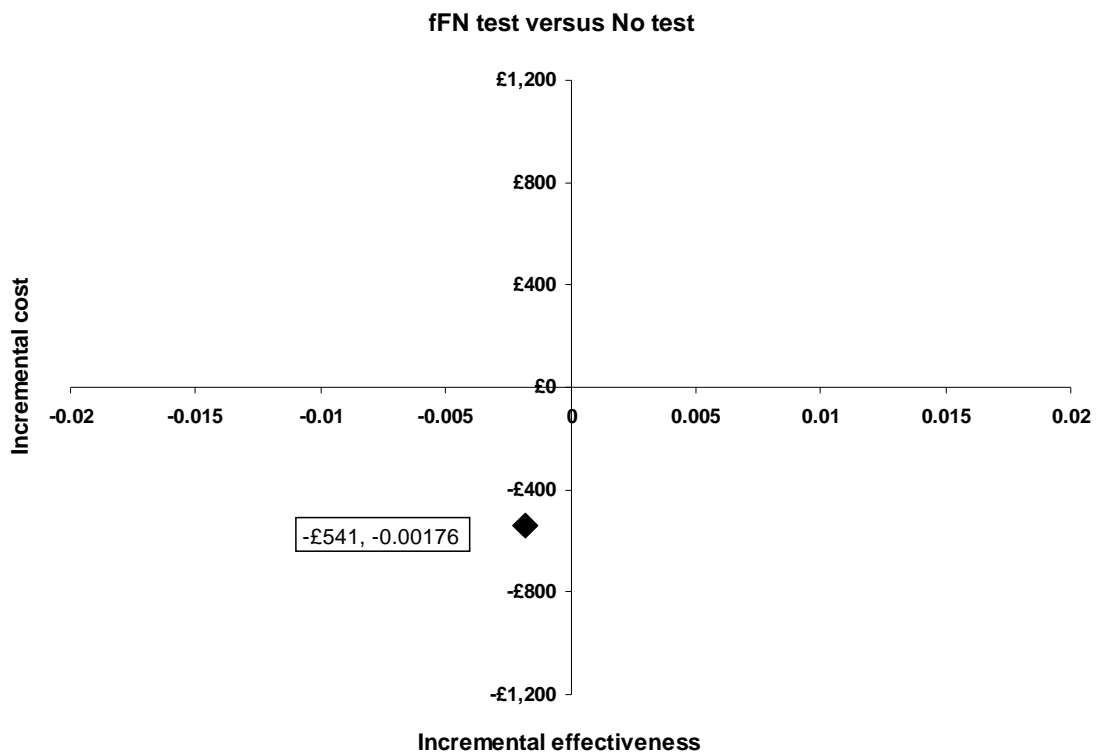 fFN test versus No test
£1,200
£800
£400
£0
-0.02 -0.015 -0.01 -0.005 0 0.005 0.01 0.015 0.02
Incremental cost
-£400
-£541, -0.00176
-£800
-£1,200
Incremental effectiveness